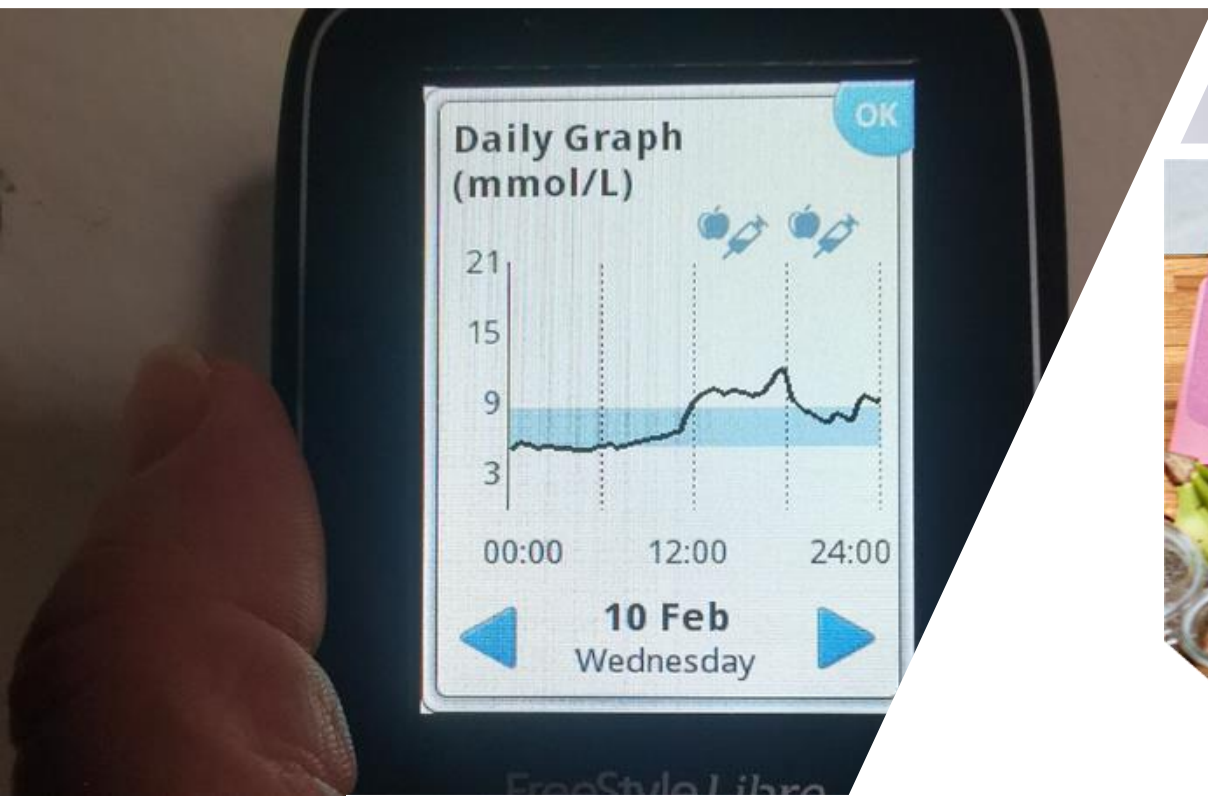 OK
Daily Graph
(mmol/L)
21
15
9
3
00:00 12:00 24:00
10 Feb
Wednesday
FreeStyle Libre